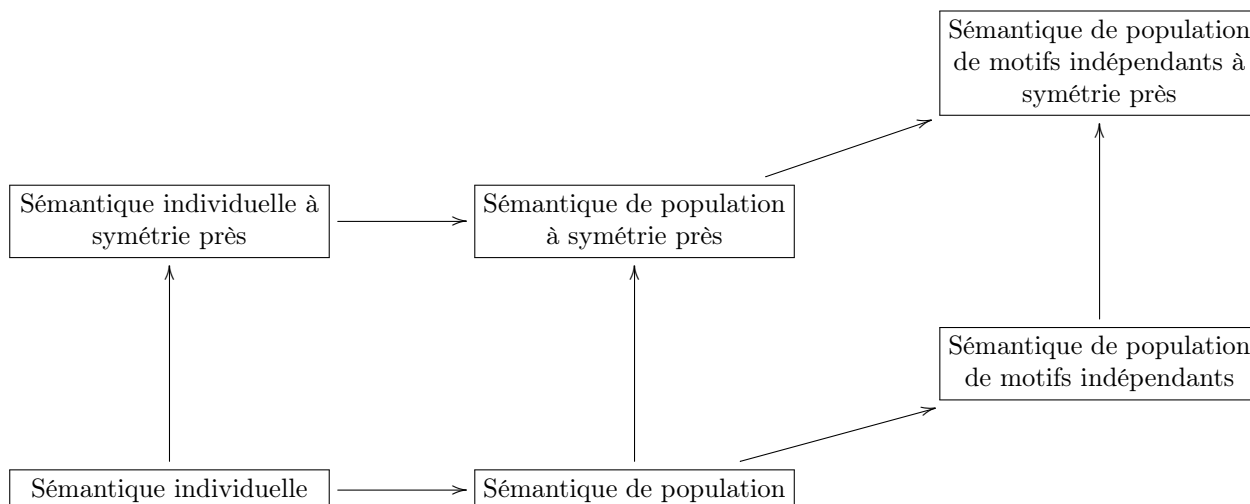 Sémantique de population
de motifs indépendants à
symétrie près
Sémantique individuelle à
symétrie près
Sémantique de population
à symétrie près
Sémantique de population
de motifs indépendants
Sémantique individuelle
Sémantique de population